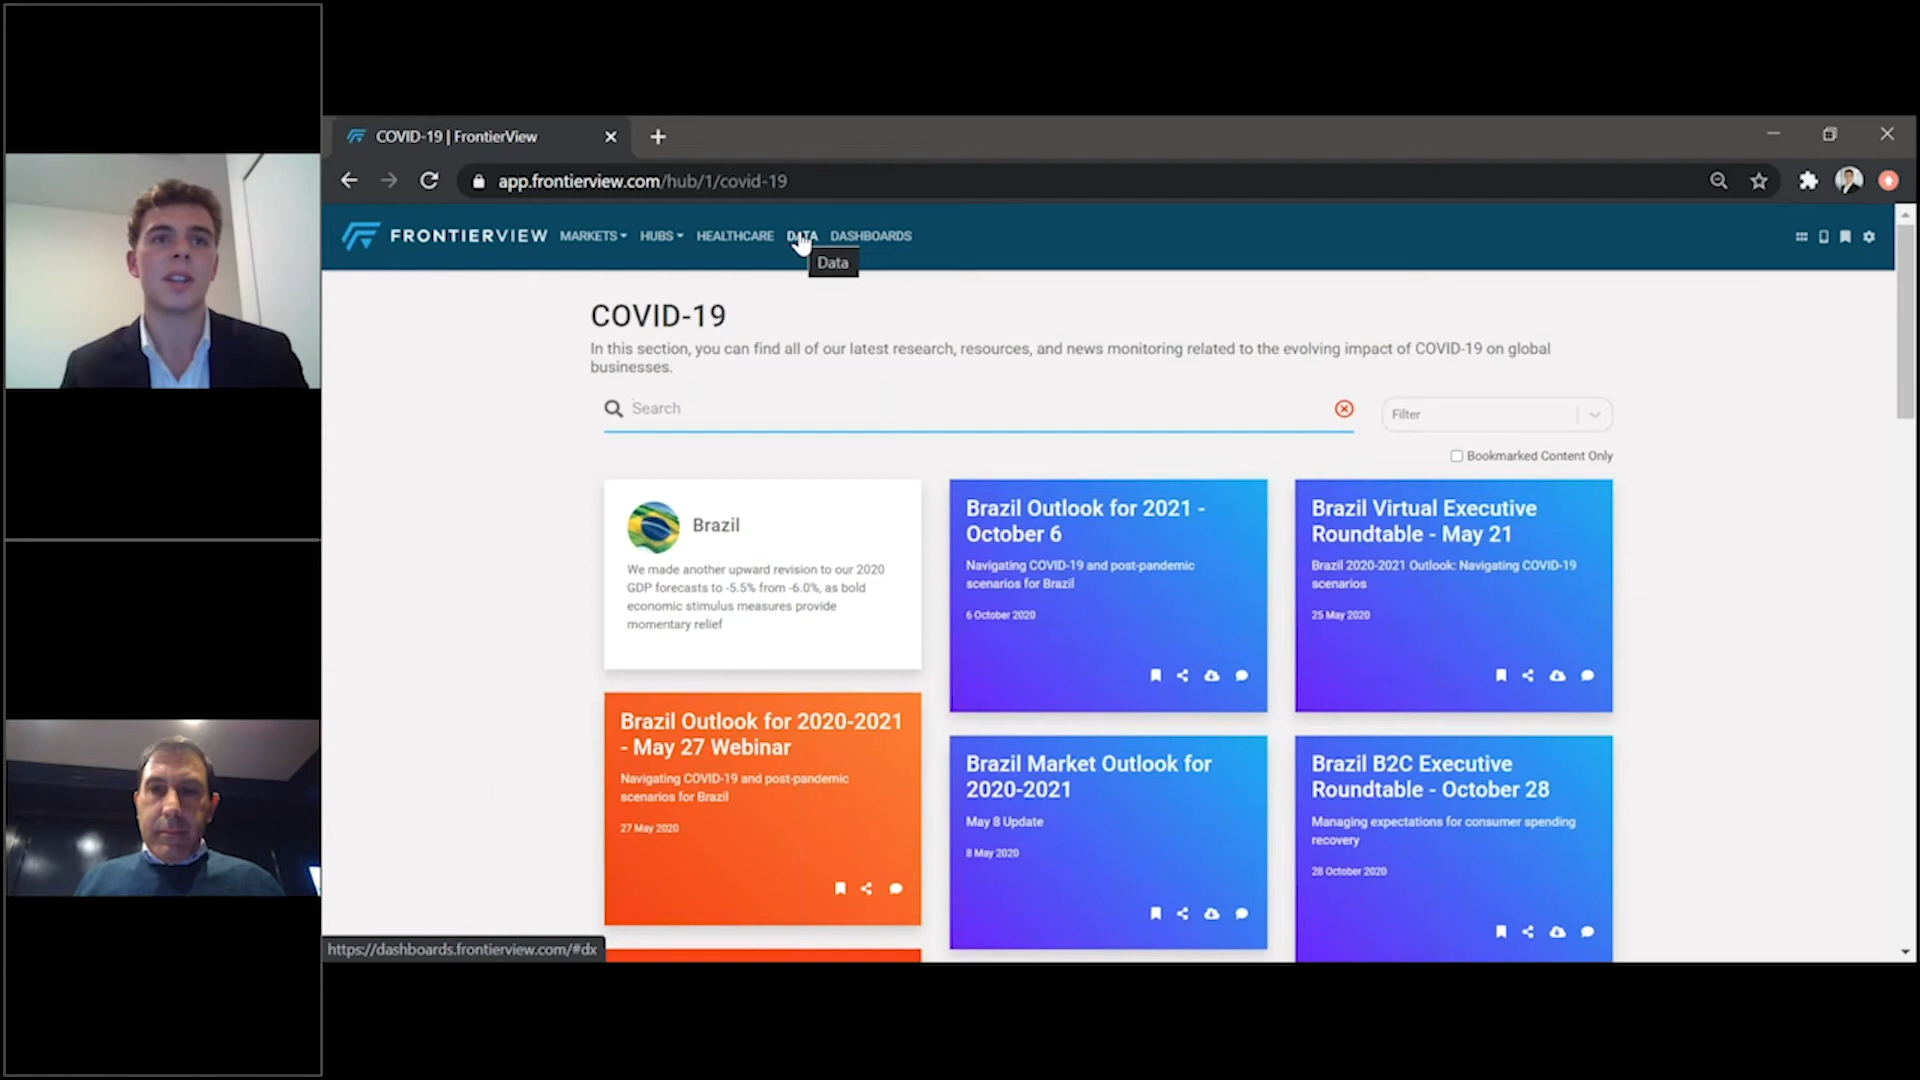 COVID-19 | FrontierView
app.frontierview.com/hub/1/covid-19
FRONTIERVIEW MARKETS HUBS HEALTHCARE DATA DASHBOARDS
Data
COVID-19
In this section, you can find all of our latest research, resources, and news monitoring related to the evolving impact of COVID-19 on global
businesses.
Search
Filter
Bookmarked Content Only
Brazil
We made another upward revision to our 2020
GDP forecasts to -5.5% from -6.0%, as bold
economic stimulus measures provide
momentary relief
Brazil Outlook for 2021 -
October 6
Navigating COVID-19 and post-pandemic
scenarios for Brazil
6 October 2020
Brazil Virtual Executive
Roundtable - May 21
Brazil 2020-2021 Outlook: Navigating COVID-19
scenarios
25 May 2020
Brazil Outlook for 2020-2021
- May 27 Webinar
Navigating COVID-19 and post-pandemic
scenarios for Brazil
27 May 2020
Brazil Market Outlook for
2020-2021
May 8 Update
8 May 2020
Brazil B2C Executive
Roundtable - October 28
Managing expectations for consumer spending
recovery
28 October 2020
https://dashboards.frontierview.com/#dx